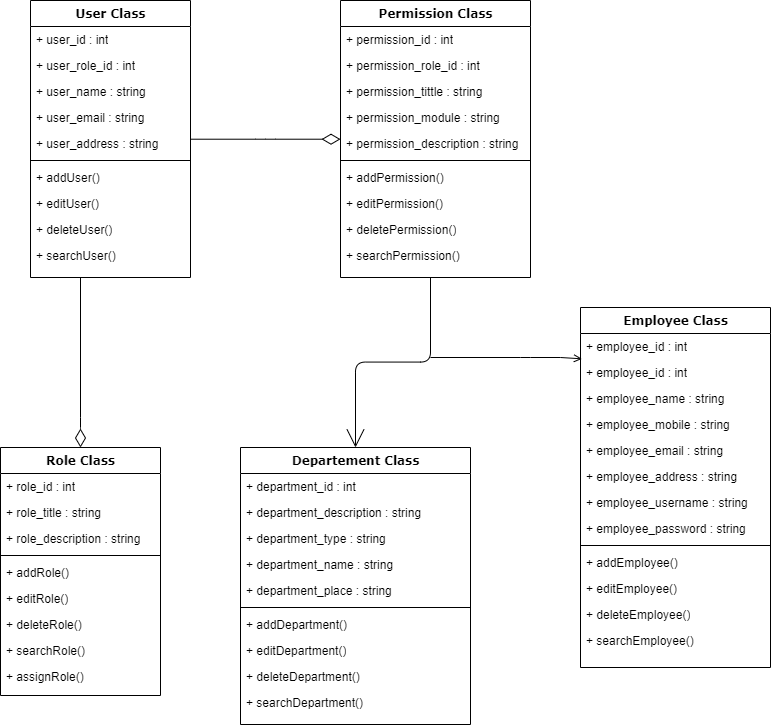 User Class
+ user_id : int
+ user_role_id : int
+ user_name : string
+ user_email : string
+ user_address : string
+ addUser()
+ editUser()
+ deleteUser()
+ searchUser()
Permission Class
+ permission_id : int
+ permission_role_id : int
+ permission_tittle : string
+ permission_module : string
+ permission_description : string
+ addPermission()
+ editPermission()
+ deletePermission()
+ searchPermission()
Employee Class
+ employee_id : int
+ employee_id : int
+ employee_name : string
+ employee_mobile : string
+ employee_email : string
+ employee_address : string
+ employee_username : string
+ employee_password : string
+ addEmployee()
+ editEmployee()
+ deleteEmployee()
+ searchEmployee()
Role Class
+ role_id : int
+ role_title : string
+ role_description : string
+ addRole()
+ editRole()
+ deleteRole()
+ searchRole()
+ assignRole()
Departement Class
+ department_id : int
+ department_description : string
+ department_type : string
+ department_name : string
+ department_place : string
+ addDepartment()
+ editDepartment()
+ deleteDepartment()
+ searchDepartment()